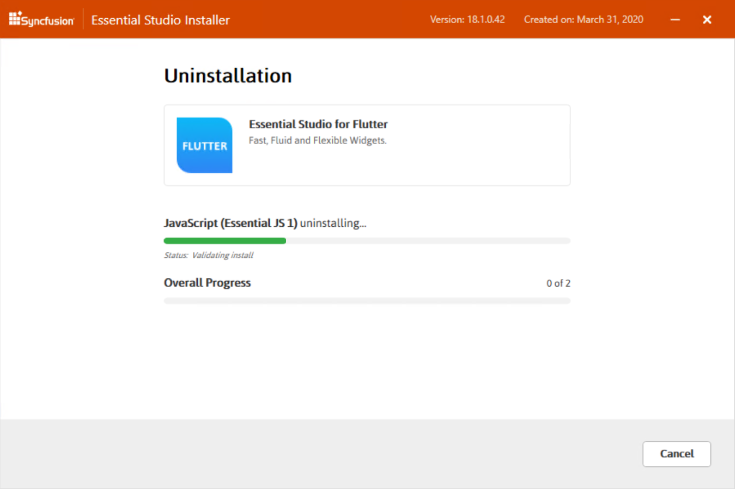 Syncfusion Essential Studio Installer Version: 18.1.0.42 Created on: March 31, 2020
Uninstallation
FLUTTER
Essential Studio for Flutter
Fast, Fluid and Flexible Widgets.
JavaScript (Essential JS 1) uninstalling...
Status: Validating install
Overall Progress 0 of 2
Cancel